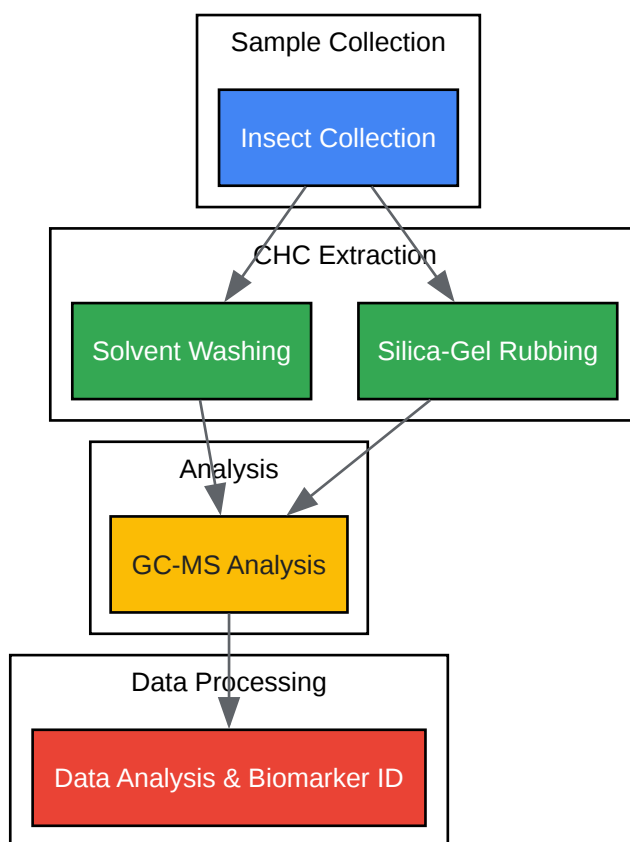 Sample Collection
Insect Collection
CHC Extraction
Solvent Washing
Silica-Gel Rubbing
Analysis
GC-MS Analysis
Data Processing
Data Analysis & Biomarker ID